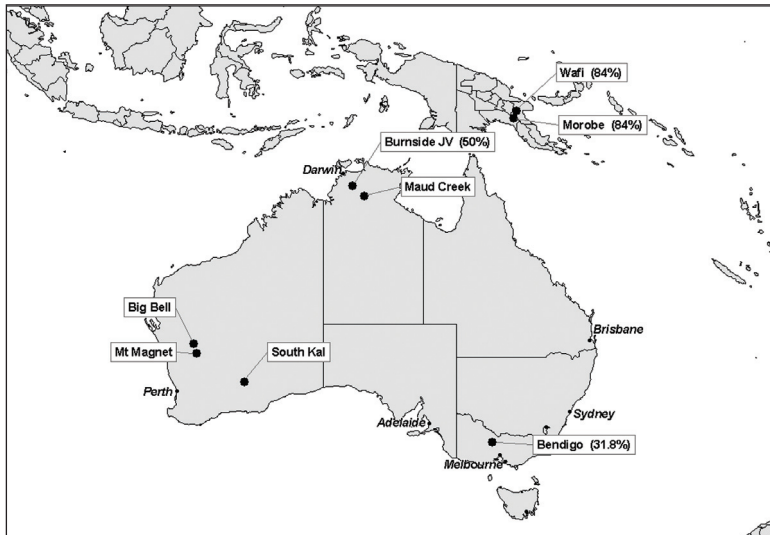 Wafi (84%)
Morobe (84%)
Burnside JV (50%)
Darwin
Maud Creek
Big Bell
Brisbane
Mt Magnet
South Kal
Perth
Sydney
Adelaide
Bendigo (31.8%)
Melbourne